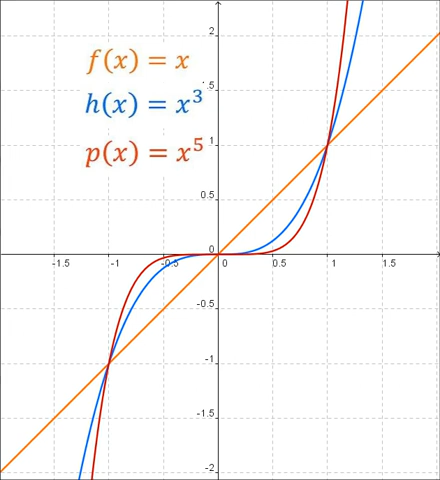 2
f(x) = x
.5
h(x) = x³
p(x) = x⁵
1
0.5
0
-1.5 -1 -0.5 0 0.5 1 1.5
-0.5
-1
-1.5
-2